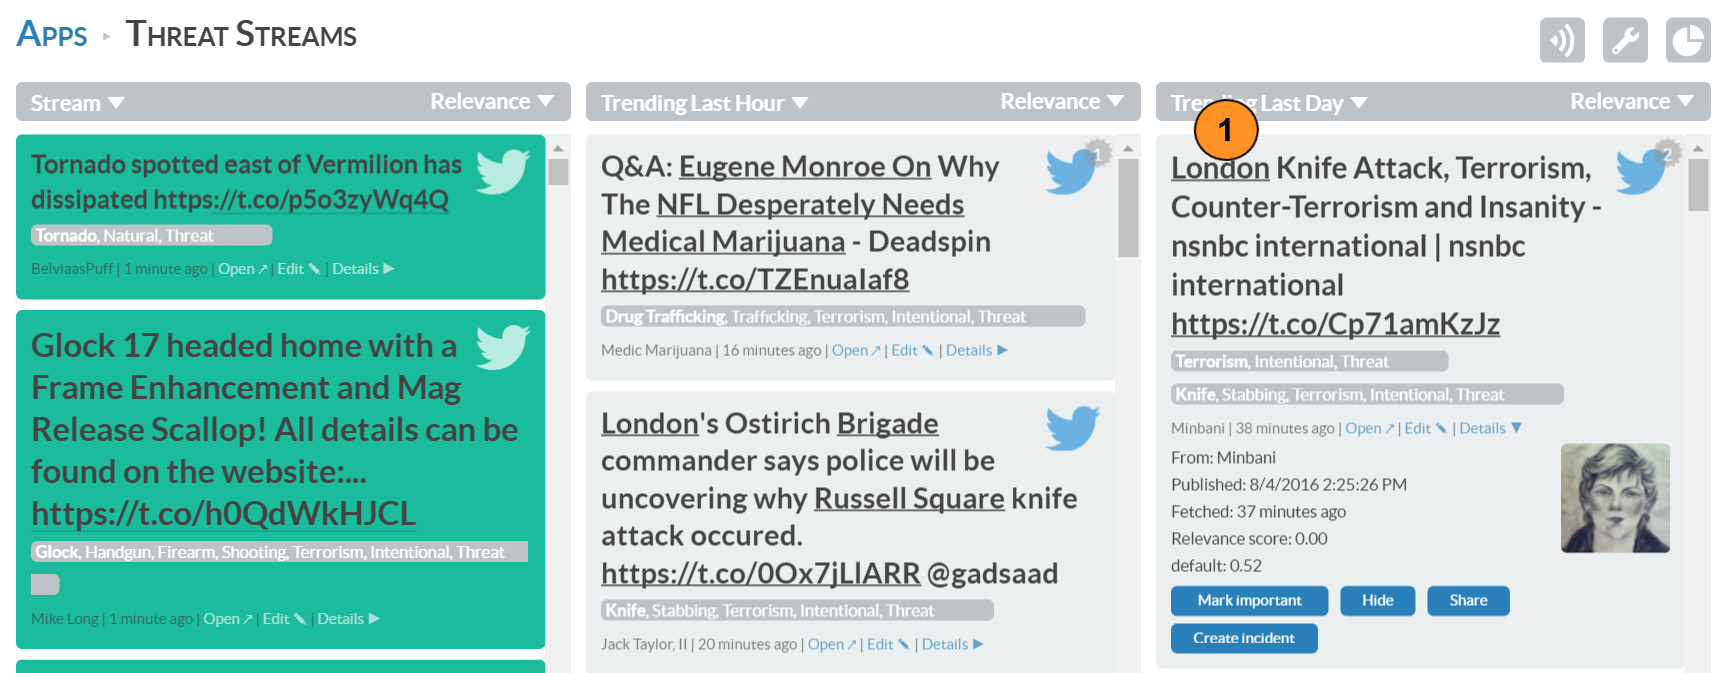 Apps ▸ Threat Streams
Stream ▼ Relevance ▼
Tornado spotted east of Vermilion has
dissipated https://t.co/p5o3zyWq4Q
Tornado, Natural, Threat
BelviaasPuff | 1 minute ago | Open | Edit | Details ▶
Glock 17 headed home with a
Frame Enhancement and Mag
Release Scallop! All details can be
found on the website:...
https://t.co/h0QdWkHJCL
Glock, Handgun, Firearm, Shooting, Terrorism, Intentional, Threat
Mike Long | 1 minute ago | Open | Edit | Details ▶
Trending Last Hour ▼ Relevance ▼
1
Q&A: Eugene Monroe On Why
The NFL Desperately Needs
Medical Marijuana - Deadspin
https://t.co/TZEnuaIaf8
Drug Trafficking, Trafficking, Terrorism, Intentional, Threat
Medic Marijuana | 16 minutes ago | Open | Edit | Details ▶
London's Ostirich Brigade
commander says police will be
uncovering why Russell Square knife
attack occured.
https://t.co/0Ox7jLlARR @gadsaad
Knife, Stabbing, Terrorism, Intentional, Threat
Jack Taylor, II | 20 minutes ago | Open | Edit | Details ▶
Trending Last Day ▼ Relevance ▼
1
2
London Knife Attack, Terrorism,
Counter-Terrorism and Insanity -
nsnbc international | nsnbc
international
https://t.co/Cp71amKzJz
Terrorism, Intentional, Threat
Knife, Stabbing, Terrorism, Intentional, Threat
Minbani | 38 minutes ago | Open | Edit | Details ▼
From: Minbani
Published: 8/4/2016 2:25:26 PM
Fetched: 37 minutes ago
Relevance score: 0.00
default: 0.52
Mark important Hide Share
Create incident